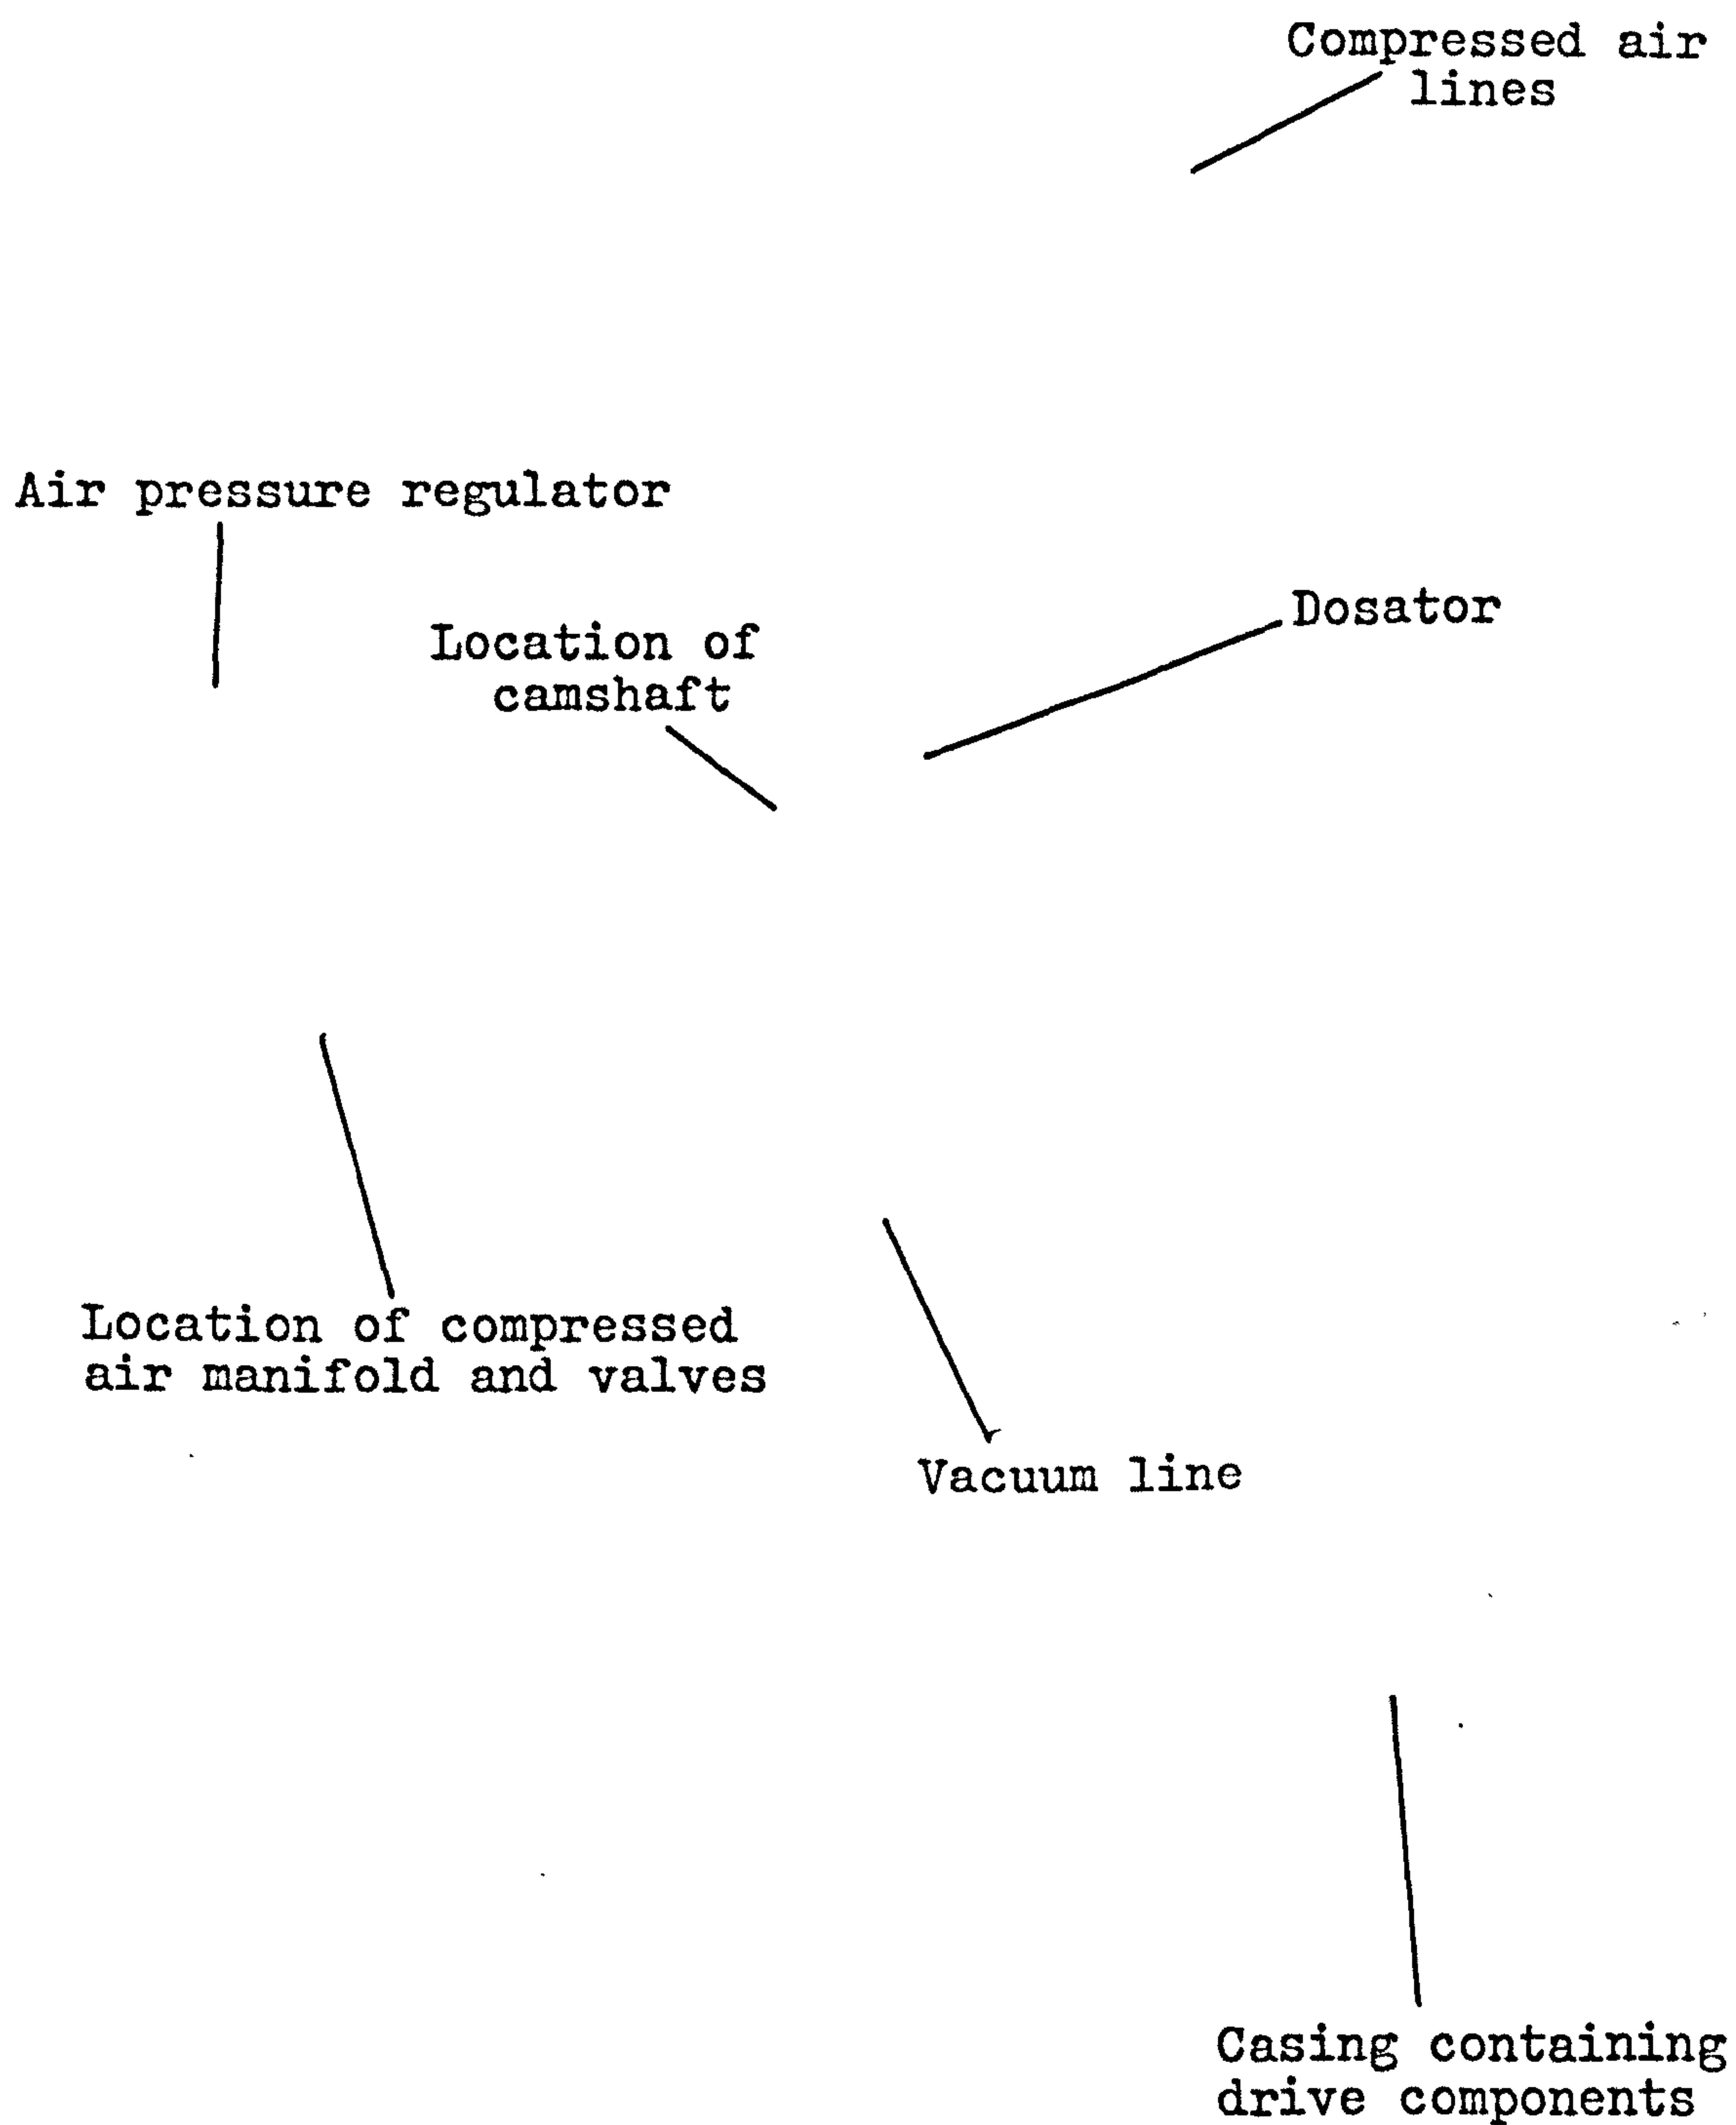 Compressed air
lines
Air pressure regulator
Dosator
Location of
camshaft
Location of compressed
air manifold and valves
Vacuum line
Casing containing
drive components